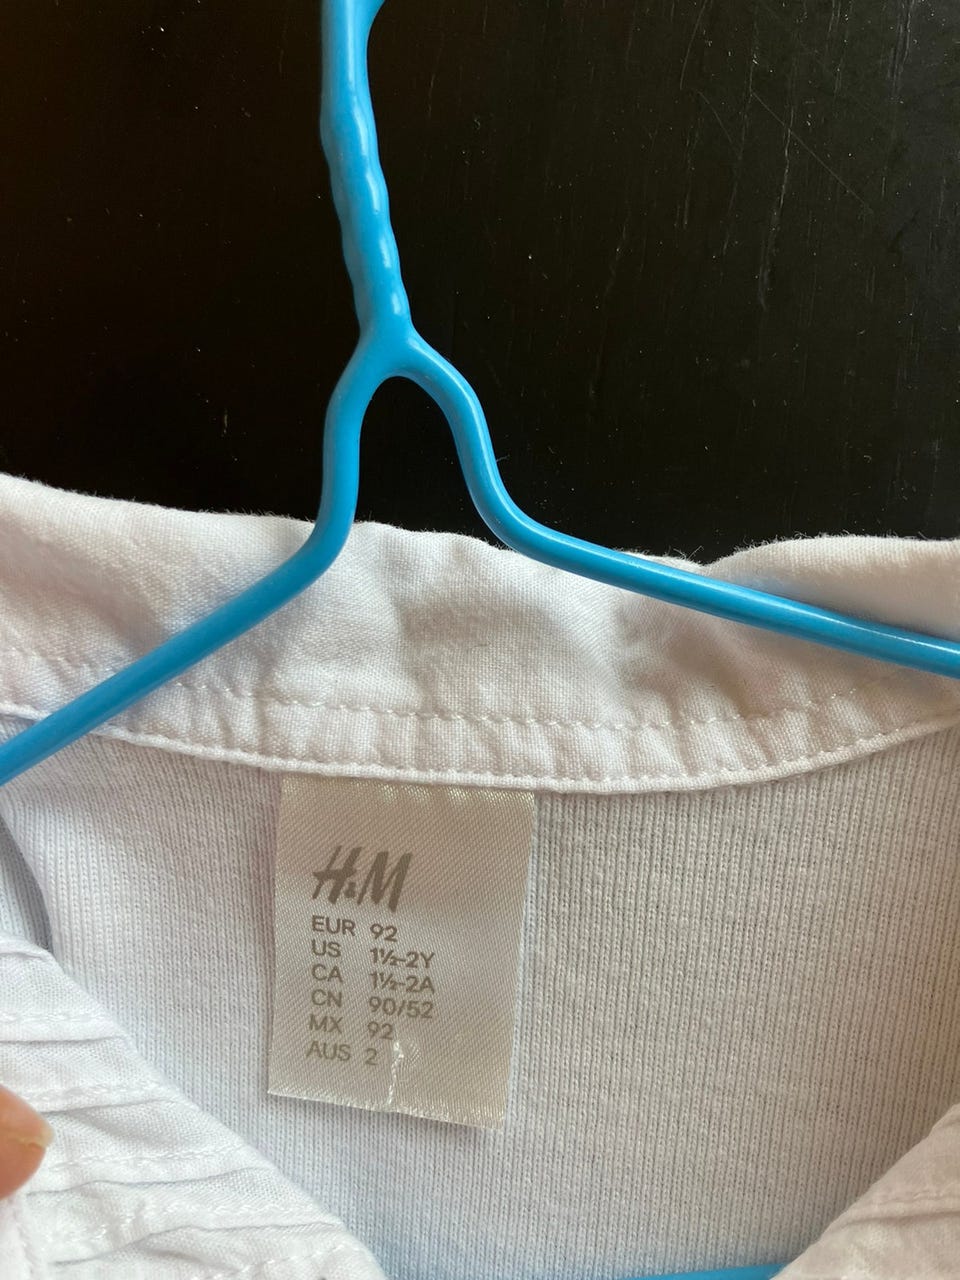 H&M
EUR 92
US 1½-2Y
CA 1½-2A
CN 90/52
MX 92
AUS 2